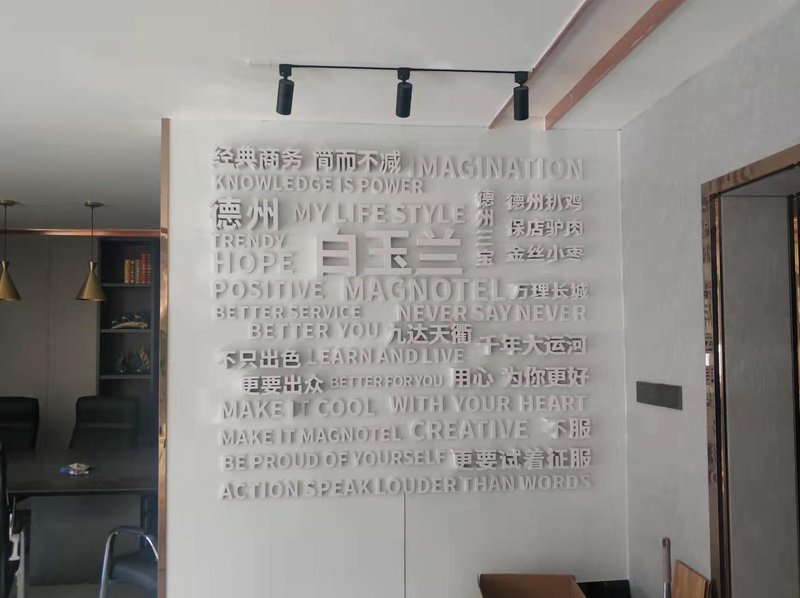 经典商务 简而不减 IMAGINATION
KNOWLEDGE IS POWER
德州 MY LIFE STYLE
德州三宝
德州扒鸡
保店驴肉
金丝小枣
TRENDY
HOPE 白玉兰
POSITIVE MAGNOTEL 万理长城
BETTER SERVICE NEVER SAY NEVER
BETTER YOU 九达天衢 千年大运河
不只出色 LEARN AND LIVE
更要出众 BETTER FOR YOU 用心 为你更好
MAKE IT COOL WITH YOUR HEART
MAKE IT MAGNOTEL CREATIVE 不服
BE PROUD OF YOURSELF 更要试着征服
ACTION SPEAK LOUDER THAN WORDS